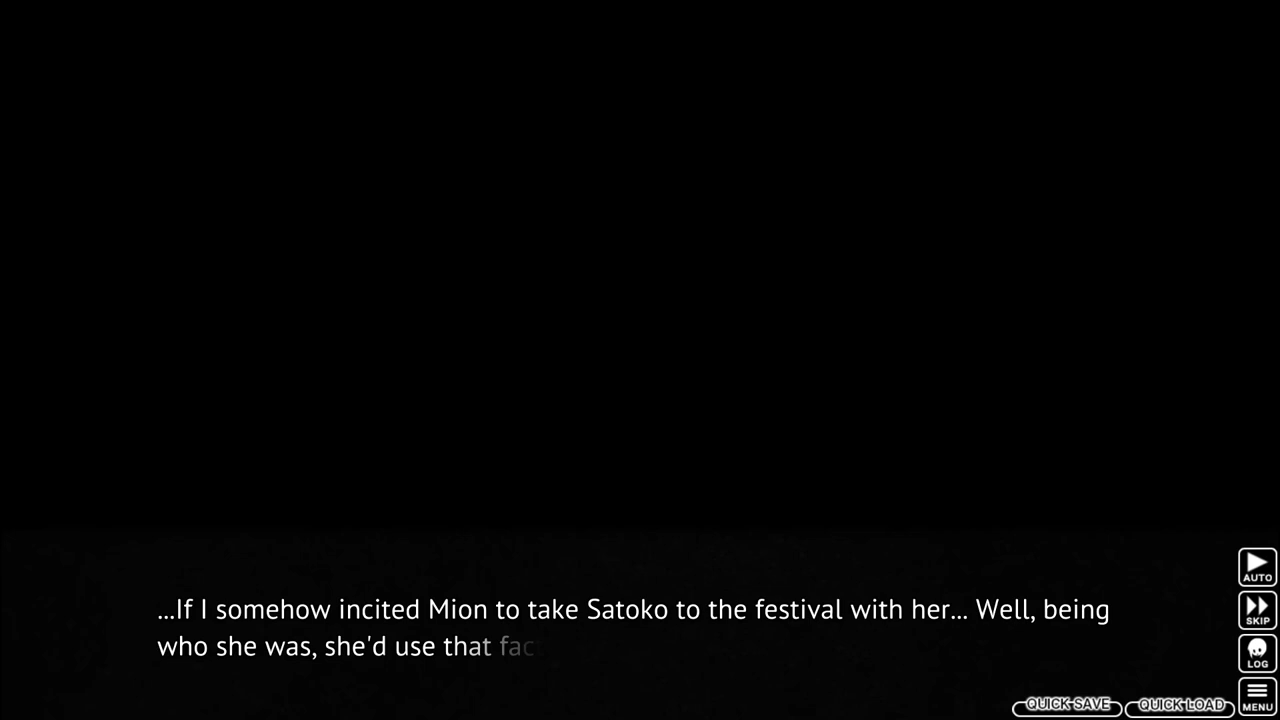 ...If I somehow incited Mion to take Satoko to the festival with her... Well, being
who she was, she'd use that fac
AUTO
SKIP
LOG
QUICK SAVE QUICK LOAD MENU